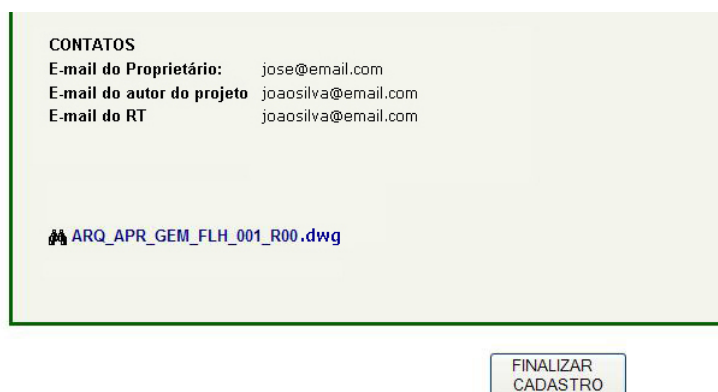 CONTATOS
E-mail do Proprietário: jose@email.com
E-mail do autor do projeto joaosilva@email.com
E-mail do RT joaosilva@email.com
ARQ_APR_GEM_FLH_001_R00.dwg
FINALIZAR
CADASTRO